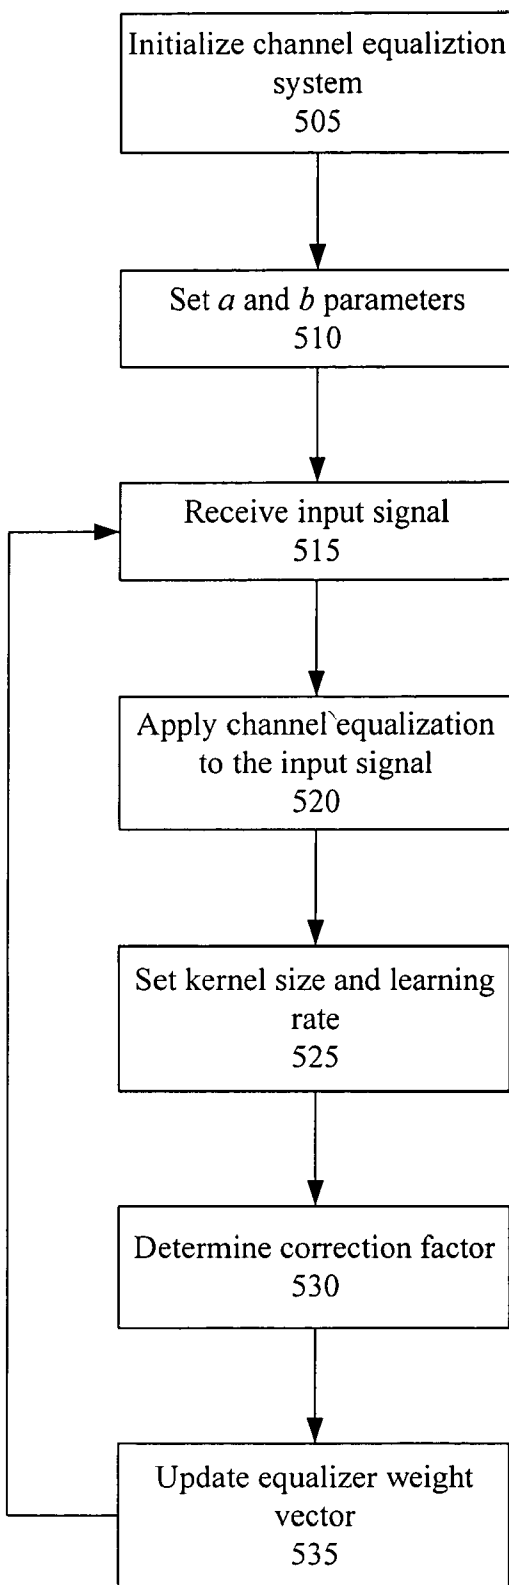 Initialize channel equaliztion
system
505
Set a and b parameters
510
Receive input signal
515
Apply channel equalization
to the input signal
520
Set kernel size and learning
rate
525
Determine correction factor
530
Update equalizer weight
vector
535